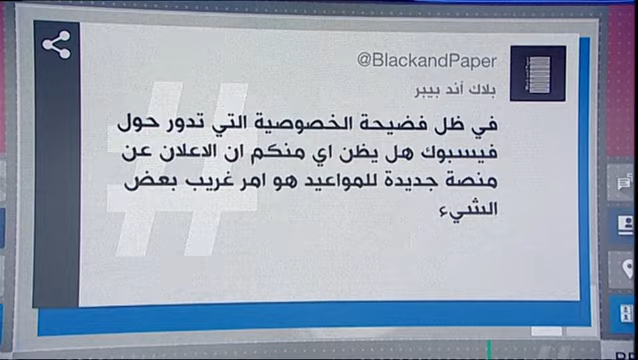 @BlackandPaper
بلاك أند بيبر
في ظل فضيحة الخصوصية التي تدور حول
فيسبوك هل يظن اي منكم ان الاعلان عن
منصة جديدة للمواعيد هو امر غريب بعض
الشيء